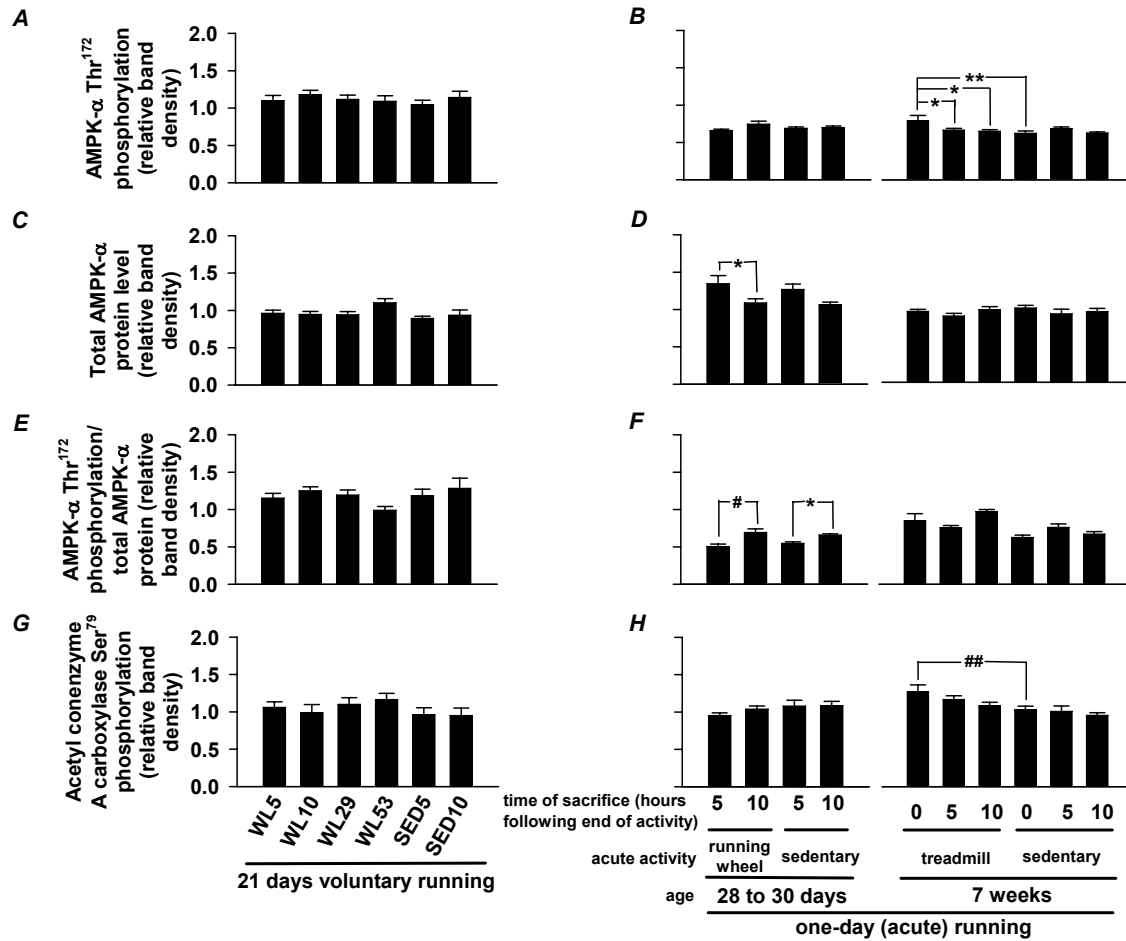 A
AMPK-α Thr172
phosphorylation
(relative band
density)
2.0
1.5
1.0
0.5
0.0
B
**
*
*
C
Total AMPK-α
protein level
(relative band
density)
2.0
1.5
1.0
0.5
0.0
D
*
E
AMPK-α Thr172
phosphorylation/
total AMPK-α
protein (relative
band density)
2.0
1.5
1.0
0.5
0.0
F
#
*
G
Acetyl coenzyme
A carboxylase Ser79
phosphorylation
(relative band
density)
2.0
1.5
1.0
0.5
0.0
WL5 WL10 WL29 WL53 SED5 SED10
21 days voluntary running
H
##
time of sacrifice (hours
following end of activity)
5 10 5 10 0 5 10 0 5 10
acute activity
running
wheel
sedentary
treadmill
sedentary
age 28 to 30 days 7 weeks
one-day (acute) running